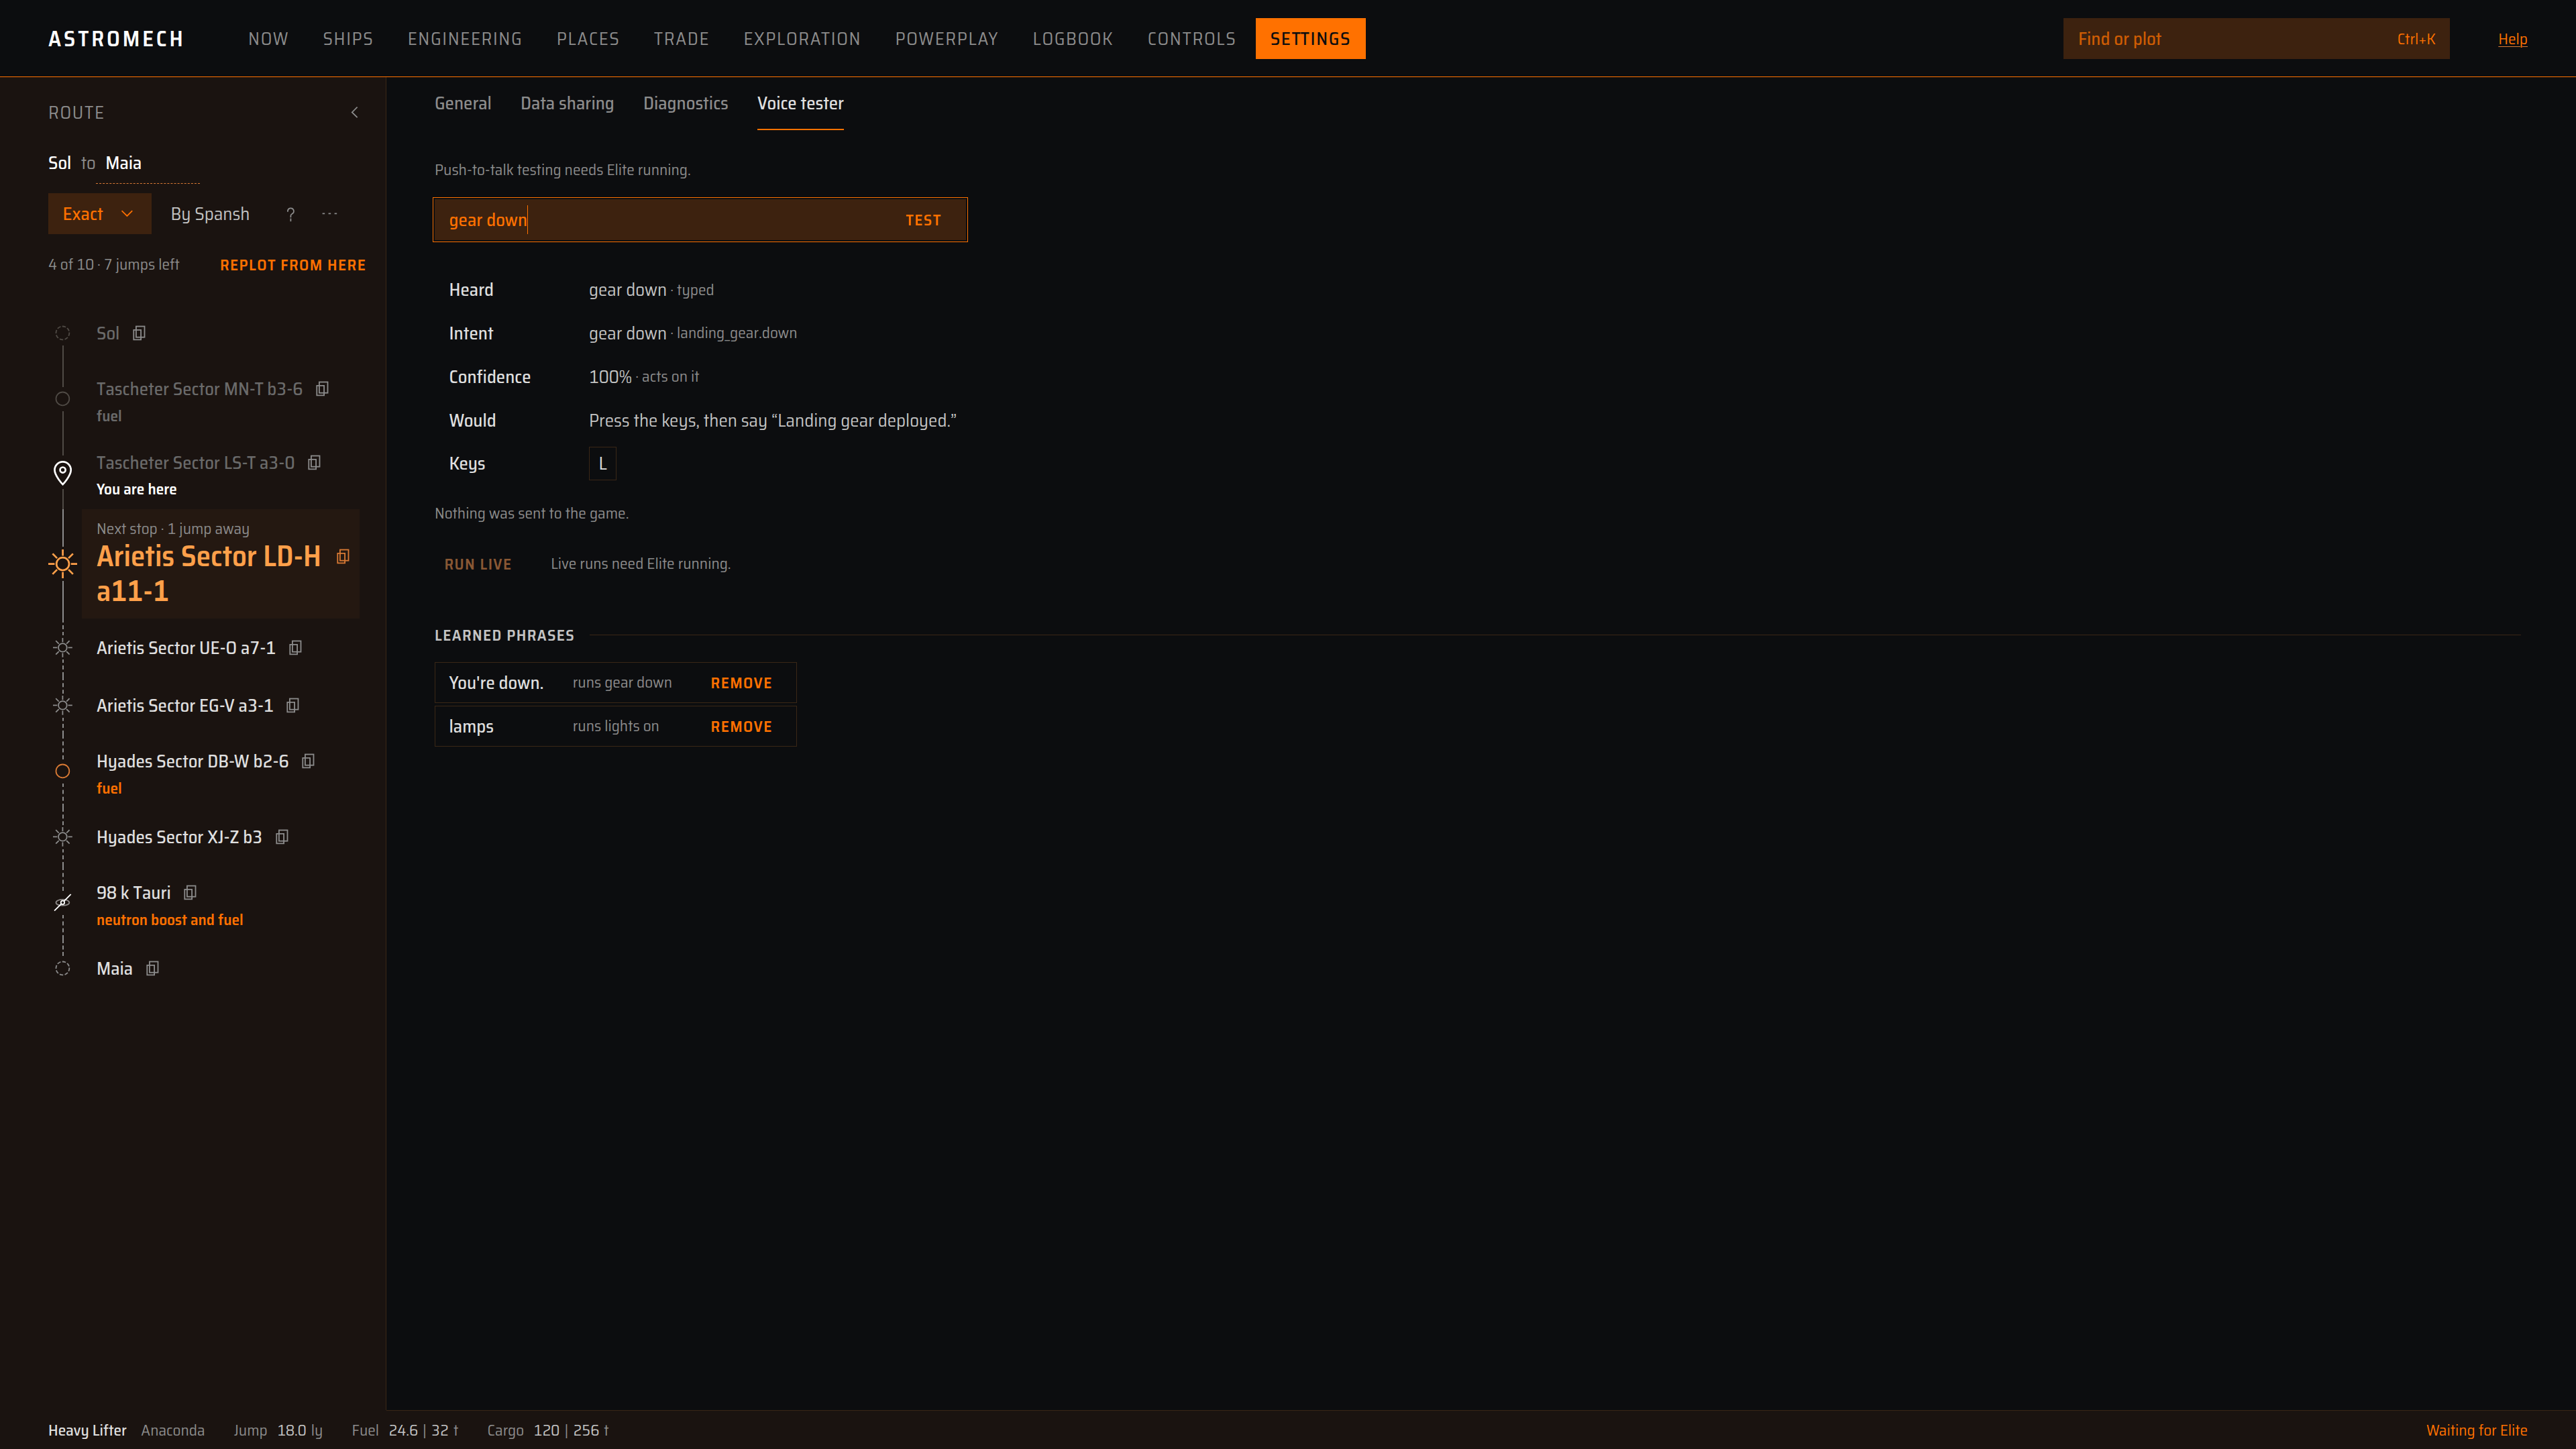 ASTROMECH NOW SHIPS ENGINEERING PLACES TRADE EXPLORATION POWERPLAY LOGBOOK CONTROLS SETTINGS Find or plot Ctrl+K Help
ROUTE
Sol to Maia
Exact By Spansh ? ...
4 of 10 · 7 jumps left REPLOT FROM HERE
Sol
Tascheter Sector MN-T b3-6
fuel
Tascheter Sector LS-T a3-0
You are here
Next stop · 1 jump away
Arietis Sector LD-H
a11-1
Arietis Sector UE-O a7-1
Arietis Sector EG-V a3-1
Hyades Sector DB-W b2-6
fuel
Hyades Sector XJ-Z b3
98 k Tauri
neutron boost and fuel
Maia
General Data sharing Diagnostics Voice tester
Push-to-talk testing needs Elite running.
gear down TEST
Heard gear down · typed
Intent gear down · landing_gear.down
Confidence 100% · acts on it
Would Press the keys, then say “Landing gear deployed.”
Keys L
Nothing was sent to the game.
RUN LIVE Live runs need Elite running.
LEARNED PHRASES
You're down. runs gear down REMOVE
lamps runs lights on REMOVE
Heavy Lifter Anaconda Jump 18.0 ly Fuel 24.6 | 32 t Cargo 120 | 256 t Waiting for Elite